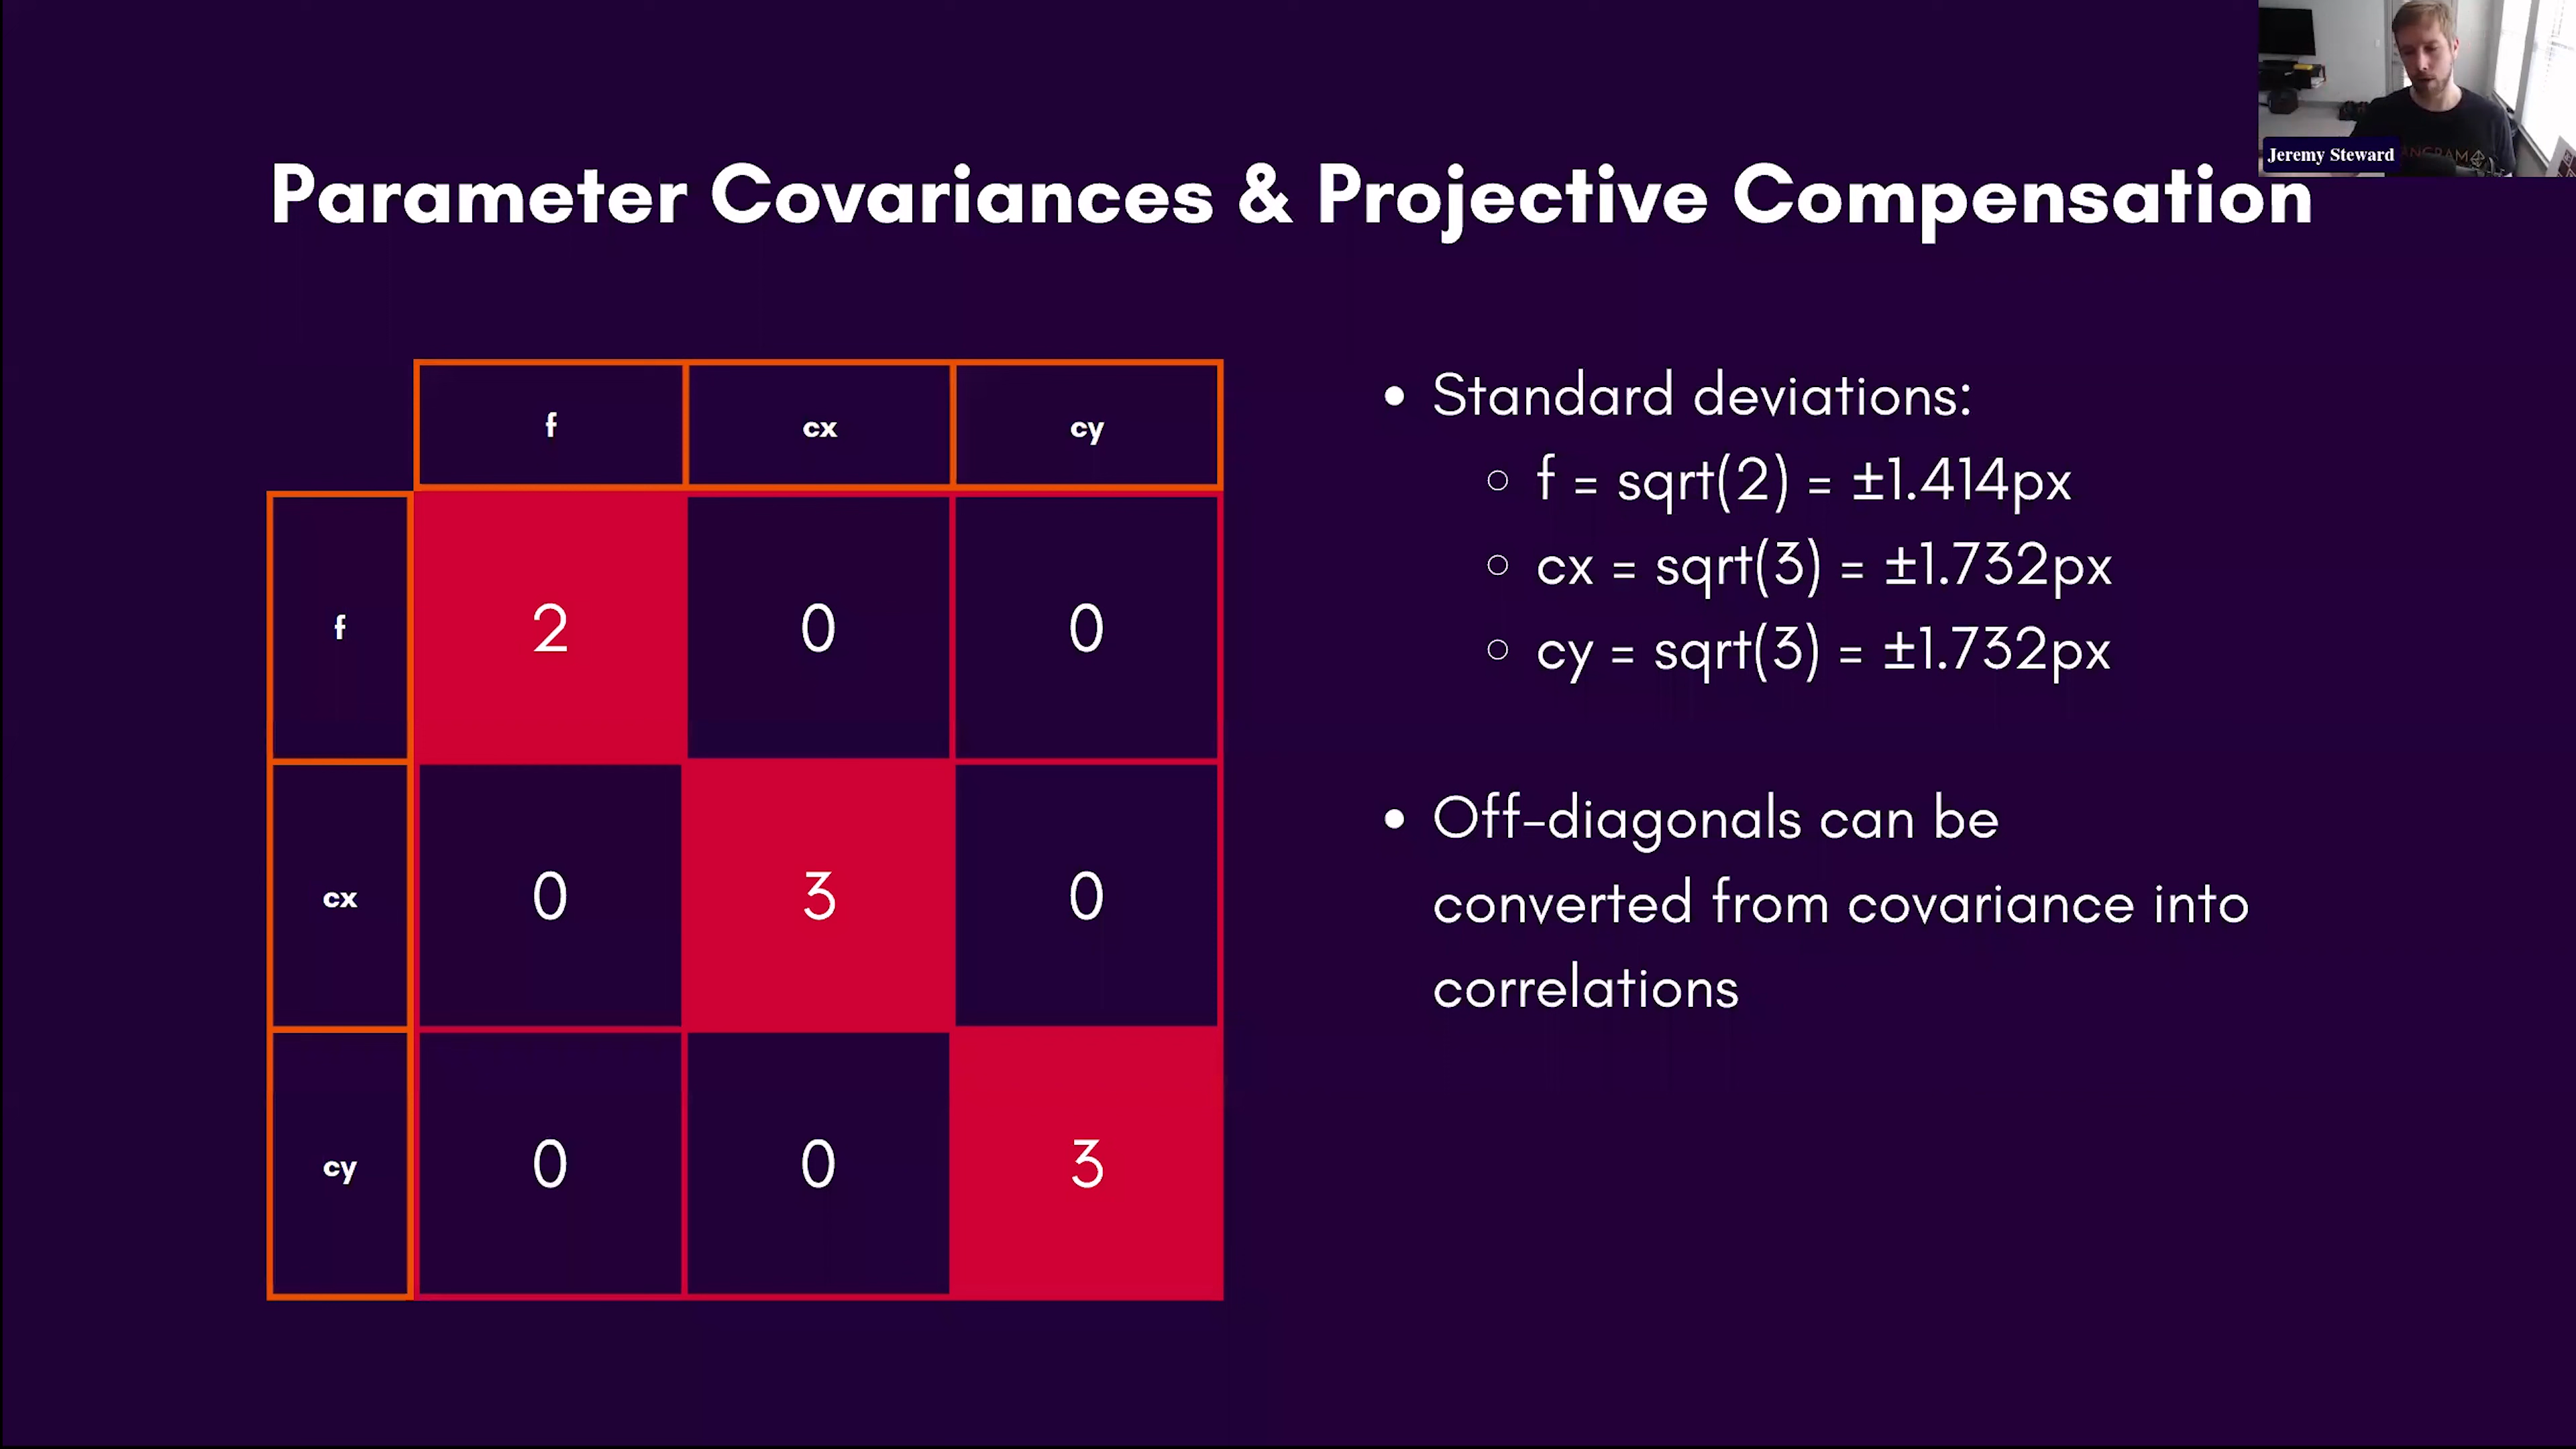 Jeremy Steward
ANGRAM
Parameter Covariances & Projective Compensation
f cx cy
f 2 0 0
cx 0 3 0
cy 0 0 3
• Standard deviations:
○ f = sqrt(2) = ±1.414px
○ cx = sqrt(3) = ±1.732px
○ cy = sqrt(3) = ±1.732px
• Off-diagonals can be
converted from covariance into
correlations